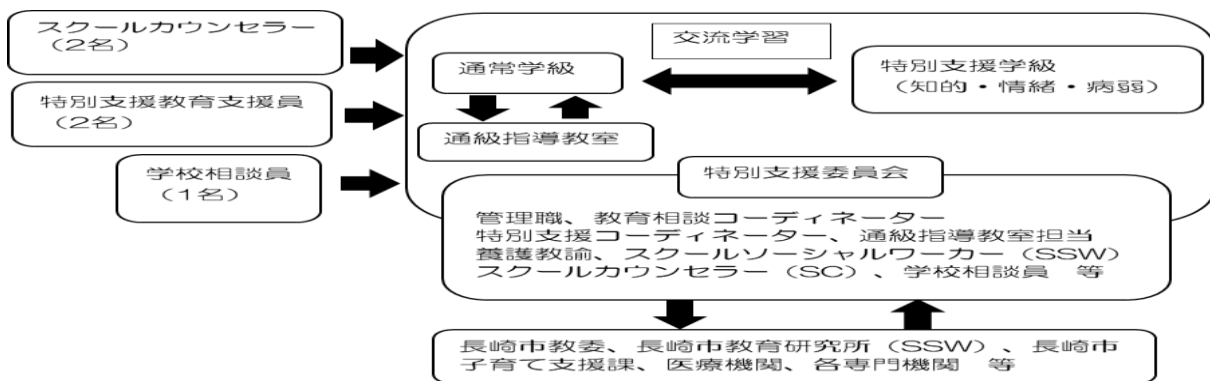 スクールカウンセラー
(2名)
特別支援教育支援員
(2名)
学校相談員
(1名)
交流学習
通常学級
通級指導教室
特別支援学級
(知的・情緒・病弱)
特別支援委員会
管理職、教育相談コーディネーター
特別支援コーディネーター、通級指導教室担当
養護教諭、スクールソーシャルワーカー(SSW)
スクールカウンセラー(SC)、学校相談員 等
長崎市教委、長崎市教育研究所(SSW)、長崎市
子育て支援課、医療機関、各専門機関 等